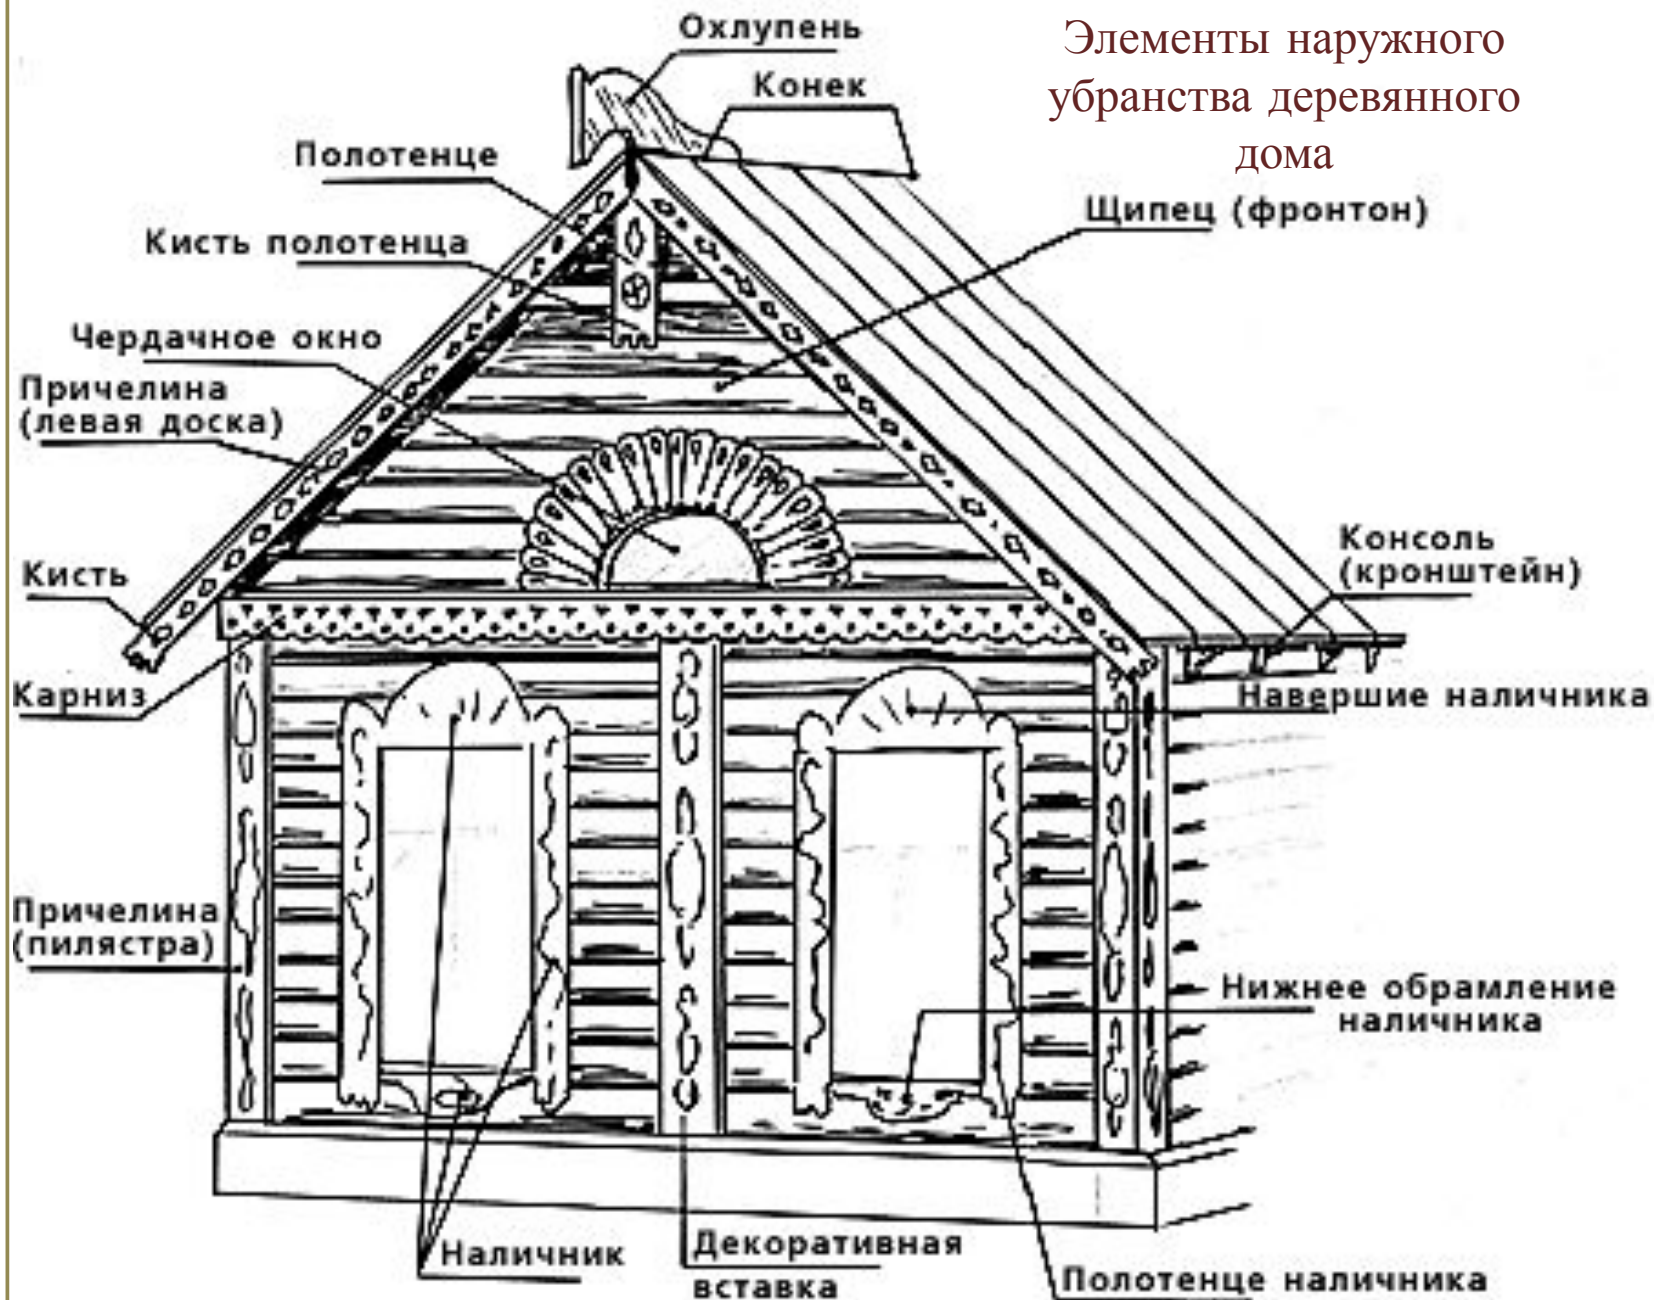 Охлупень
Элементы наружного
убранства деревянного
дома
Конек
Полотенце
Щипец (фронтон)
Кисть полотенца
Чердачное окно
Причелина
(левая доска)
Консоль
(кронштейн)
Кисть
Карниз
Навершие наличника
Причелина
(пилястра)
Нижнее обрамление
наличника
Наличник
Декоративная
вставка
Полотенце наличника